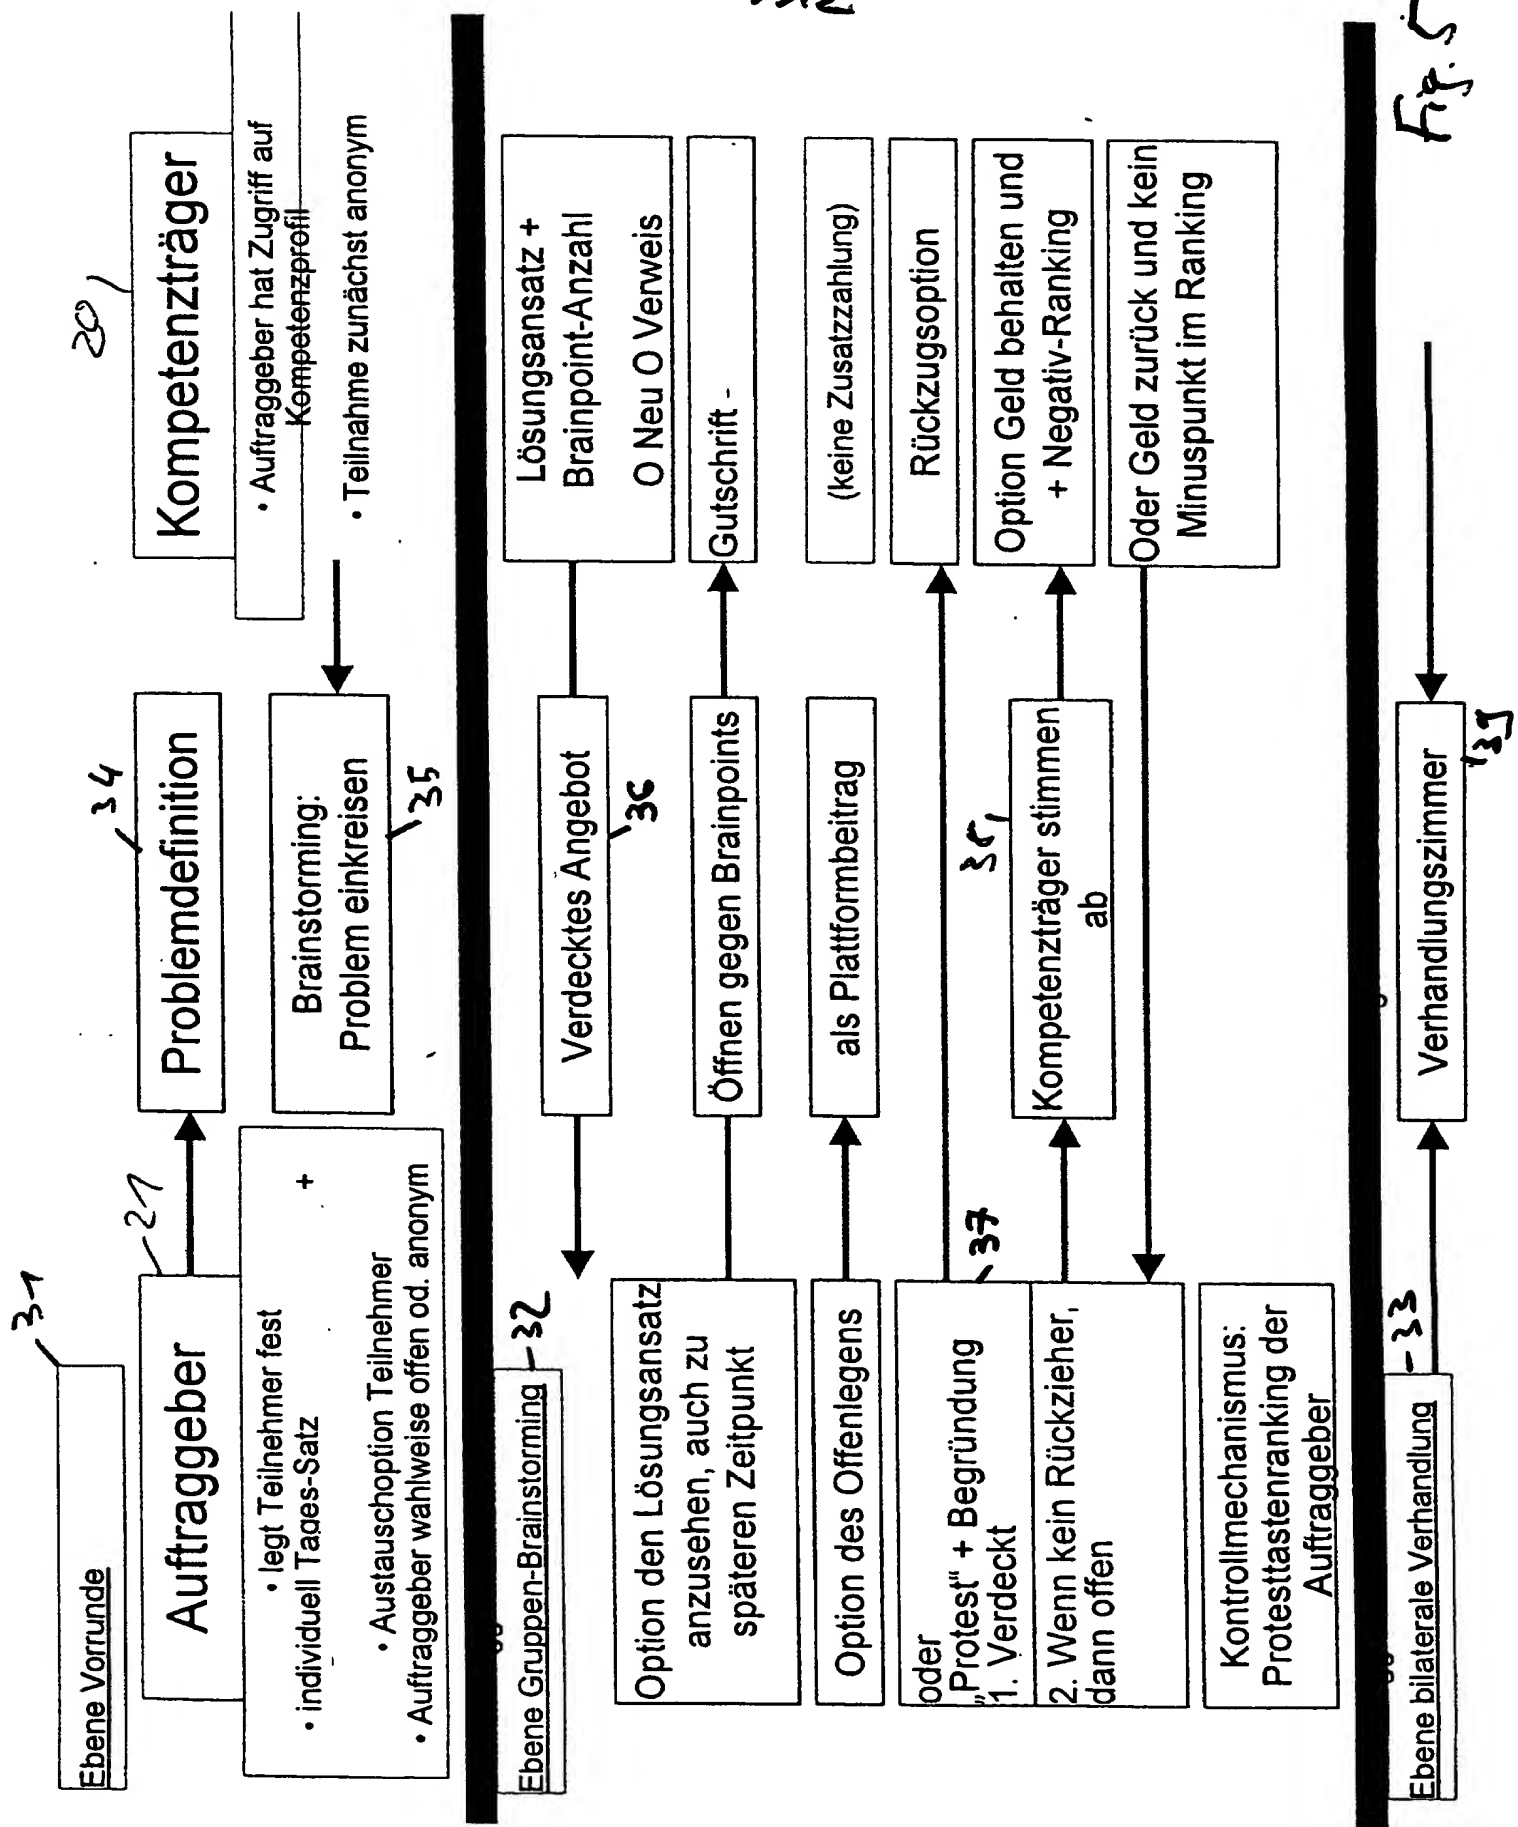 31
Ebene Vorrunde
Auftraggeber
21
• legt Teilnehmer fest
• individuell Tages-Satz +
• Austauschoption Teilnehmer
• Auftraggeber wahlweise offen od. anonym
34
Problemdefinition
Brainstorming:
Problem einkreisen
35
20
Kompetenzträger
• Auftraggeber hat Zugriff auf
Kompetenzprofil
• Teilnahme zunächst anonym
Ebene Gruppen-Brainstorming
32
Verdecktes Angebot
36
Lösungsansatz +
Brainpoint-Anzahl
O Neu O Verweis
Option den Lösungsansatz
anzusehen, auch zu
späteren Zeitpunkt
Öffnen gegen Brainpoints
Gutschrift -
Option des Offenlegens
als Plattformbeitrag
(keine Zusatzzahlung)
oder
„Protest“ + Begründung
1. Verdeckt
37
Rückzugsoption
2. Wenn kein Rückzieher,
dann offen
Kompetenzträger stimmen
ab
Option Geld behalten und
+ Negativ-Ranking
Oder Geld zurück und kein
Minuspunkt im Ranking
Kontrollmechanismus:
Protesttastenranking der
Auftraggeber
Ebene bilaterale Verhandlung
33
Verhandlungszimmer
39
Fig. 5